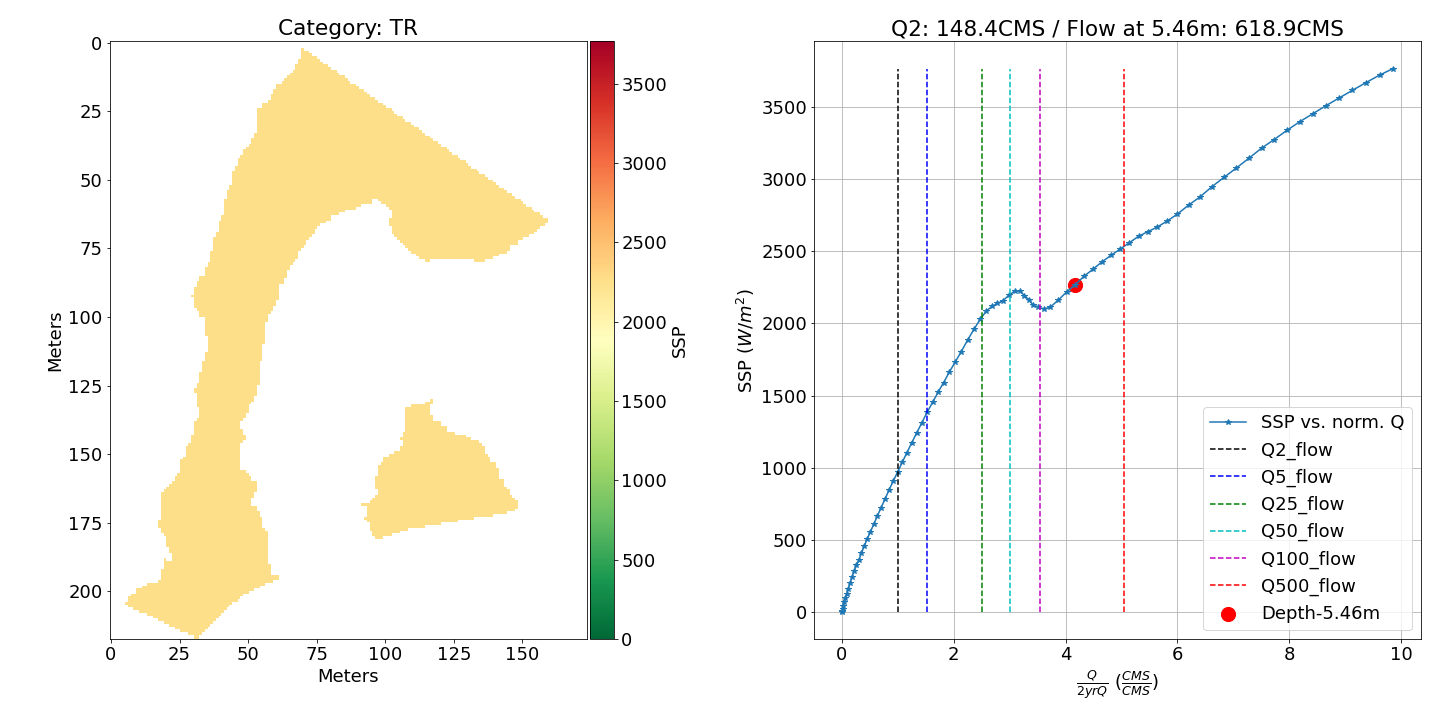 Category: TR
0
25
50
75
100
125
150
175
200
Meters
0
25
50
75
100
125
150
Meters
3500
3000
2500
2000
1500
1000
500
0
SSP
Q2: 148.4CMS / Flow at 5.46m: 618.9CMS
3500
3000
2500
2000
1500
1000
500
0
SSP (W/m²)
0
2
4
6
8
10
Q/2yrQ (CMS/CMS)
SSP vs. norm. Q
Q2_flow
Q5_flow
Q25_flow
Q50_flow
Q100_flow
Q500_flow
Depth-5.46m